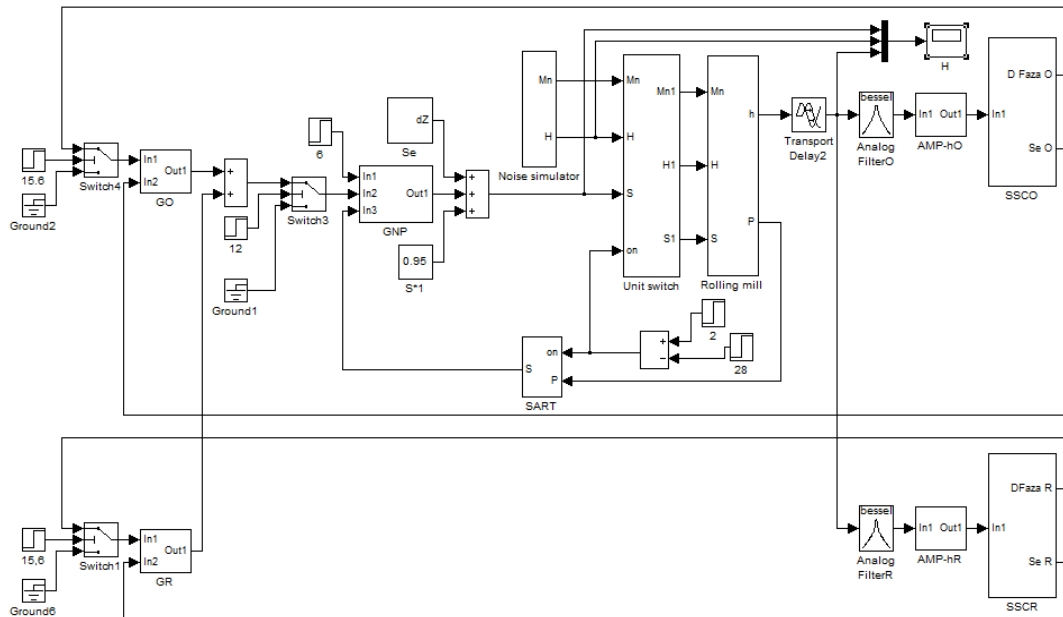 H
D Faza O
Se O
In1
SSCO
bessel
Analog
FilterO
In1 Out1
AMP-hO
Transport
Delay2
Mn
H
Noise simulator
Mn
H
S
on
Mn1
H1
S1
Unit switch
Mn
H
S
h
P
Rolling mill
dZ
Se
6
In1
In2
In3
Out1
GNP
+
+
+
0.95
S*1
15.6
Switch4
Ground2
In1
In2
Out1
GO
+
+
12
Switch3
Ground1
2
28
+
−
on
S
P
SART
15,6
Switch1
Ground6
In1
In2
Out1
GR
bessel
Analog
FilterR
In1 Out1
AMP-hR
DFaza R
In1
Se R
SSCR